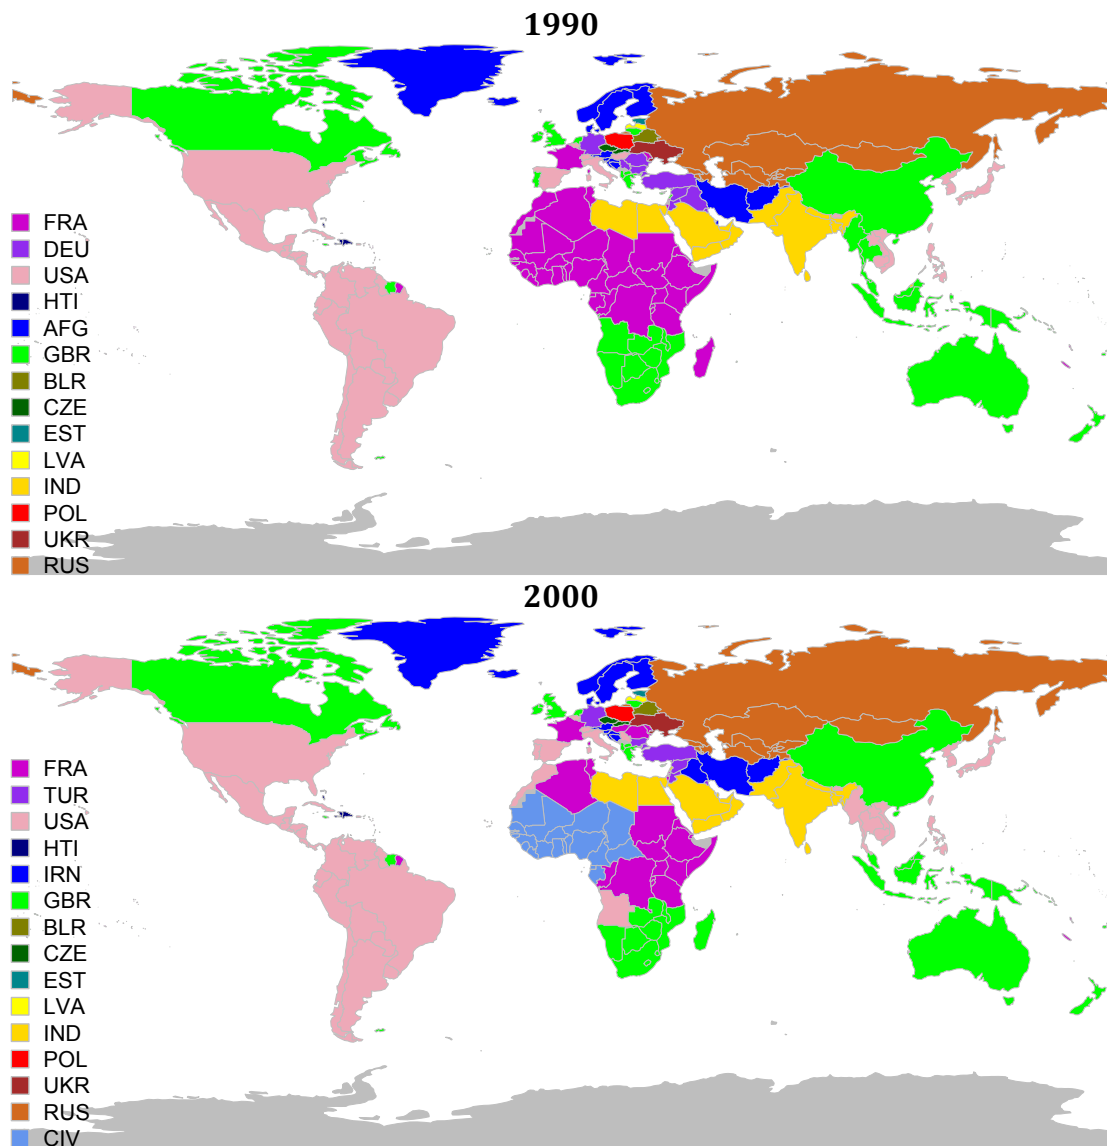 1990
FRA
DEU
USA
HTI
AFG
GBR
BLR
CZE
EST
LVA
IND
POL
UKR
RUS
2000
FRA
TUR
USA
HTI
IRN
GBR
BLR
CZE
EST
LVA
IND
POL
UKR
RUS
CIV